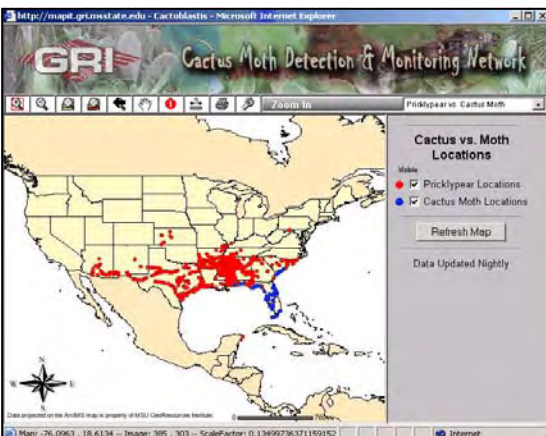 http://mapit.gri.msstate.edu - Cactoblastis - Microsoft Internet Explorer
GRI
Cactus Moth Detection & Monitoring Network
Zoom In
Pricklypear vs. Cactus Moth
Cactus vs. Moth
Locations
Visible
Pricklypear Locations
Cactus Moth Locations
Refresh Map
Data Updated Nightly
N
W
E
S
Data projected on the ArcIMS map is property of MSU GeoResources Institute.
0
Map: -76.0963 , 18.6134 -- Image: 385 , 303 -- ScaleFactor: 0.13499736371159152
Internet